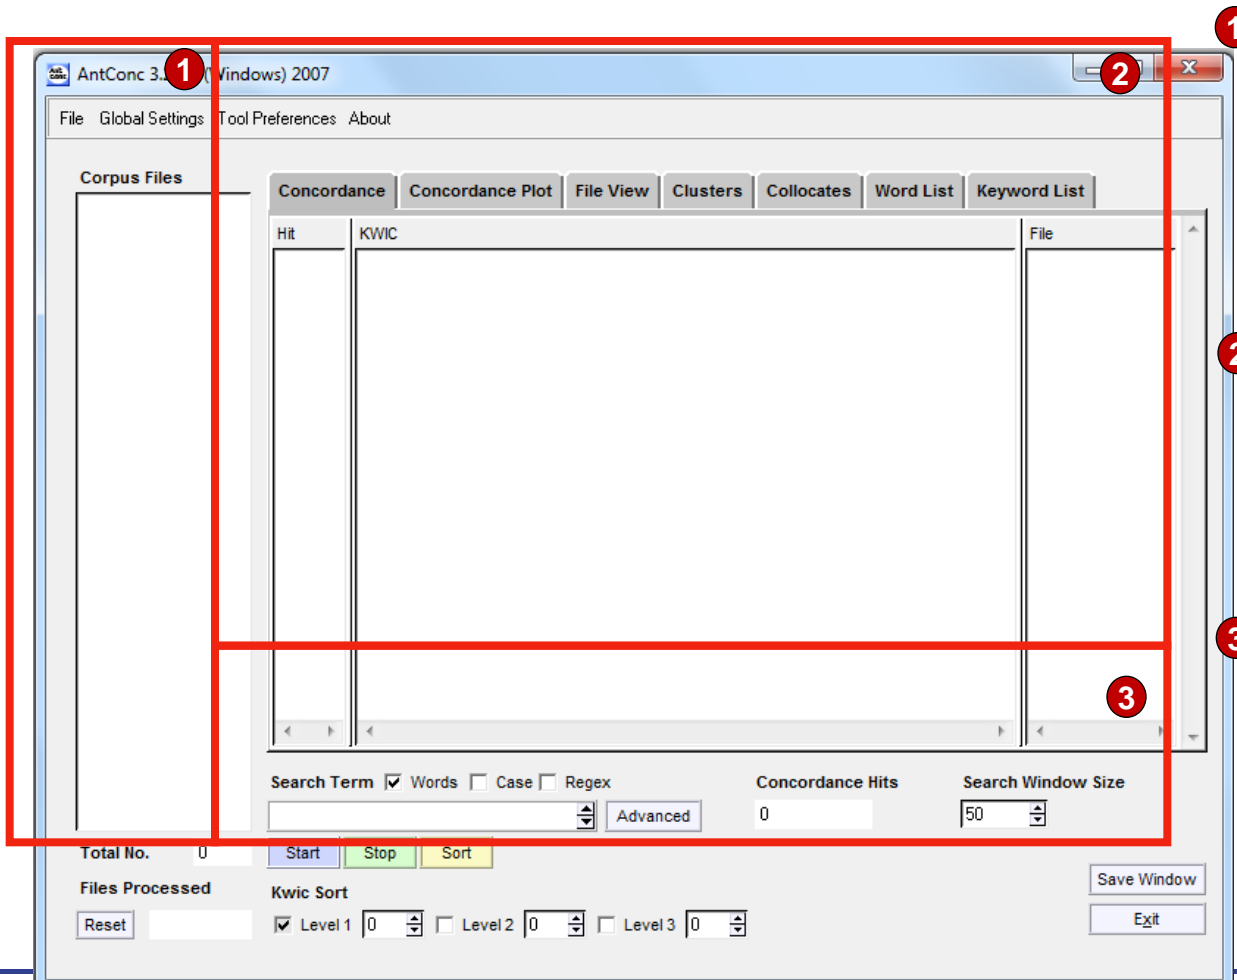 1
1 2
AntConc 3. (Windows) 2007
File Global Settings Tool Preferences About
Corpus Files
Concordance Concordance Plot File View Clusters Collocates Word List Keyword List
Hit KWIC File
2
3
3
Search Term Words Case Regex Concordance Hits Search Window Size
Advanced 0 50
Total No. 0 Start Stop Sort
Files Processed Kwic Sort Save Window
Reset Level 1 0 Level 2 0 Level 3 0 Exit